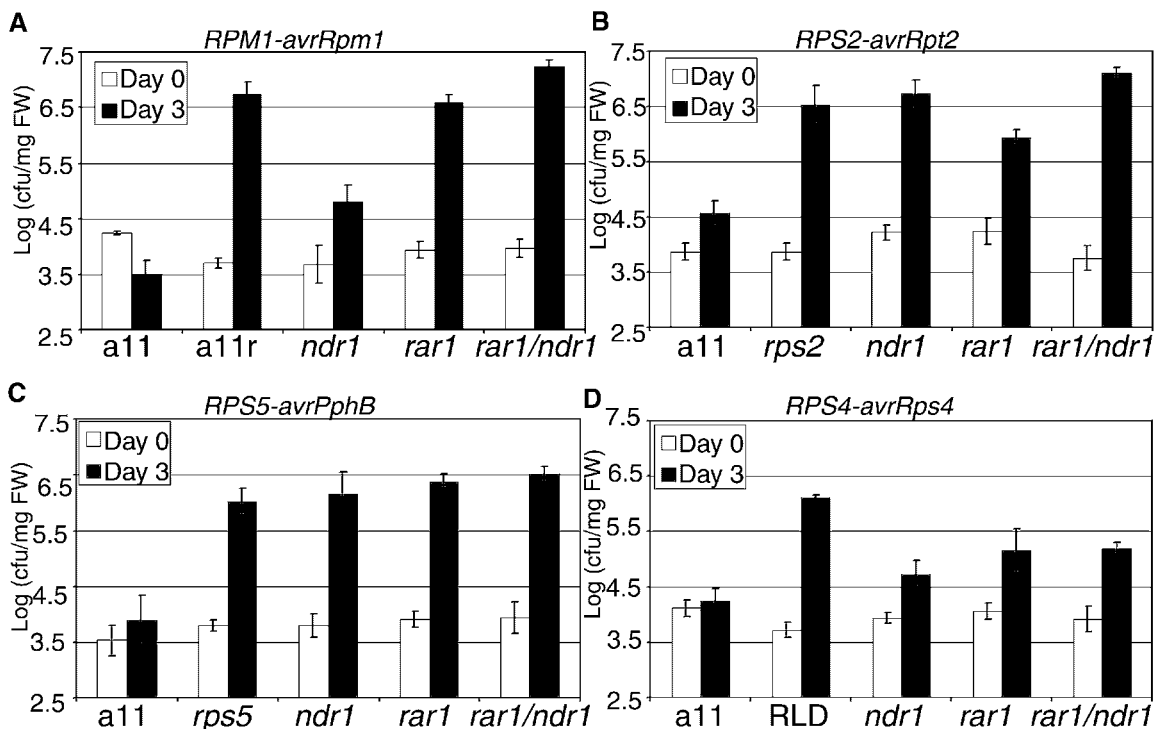 A
RPM1-avrRpm1
Log (cfu/mg FW)
7.5
6.5
5.5
4.5
3.5
2.5
Day 0
Day 3
a11 a11r ndr1 rar1 rar1/ndr1
B
RPS2-avrRpt2
Log (cfu/mg FW)
7.5
6.5
5.5
4.5
3.5
2.5
Day 0
Day 3
a11 rps2 ndr1 rar1 rar1/ndr1
C
RPS5-avrPphB
Log (cfu/mg FW)
7.5
6.5
5.5
4.5
3.5
2.5
Day 0
Day 3
a11 rps5 ndr1 rar1 rar1/ndr1
D
RPS4-avrRps4
Log (cfu/mg FW)
7.5
6.5
5.5
4.5
3.5
2.5
Day 0
Day 3
a11 RLD ndr1 rar1 rar1/ndr1